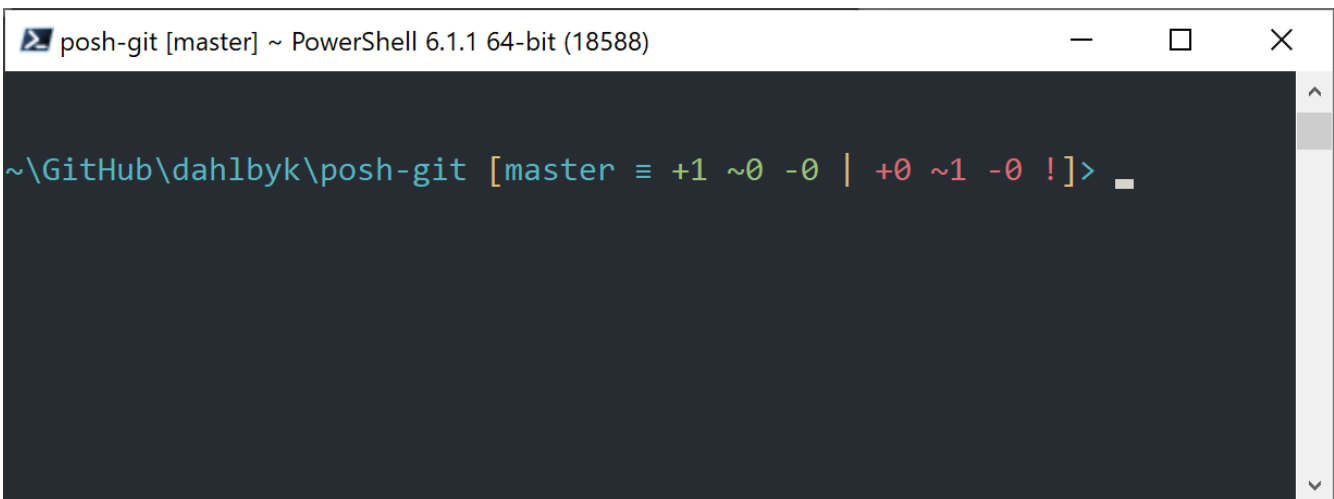 posh-git [master] ~ PowerShell 6.1.1 64-bit (18588)
~\GitHub\dahlbyk\posh-git [master ≡ +1 ~0 -0 | +0 ~1 -0 !]>